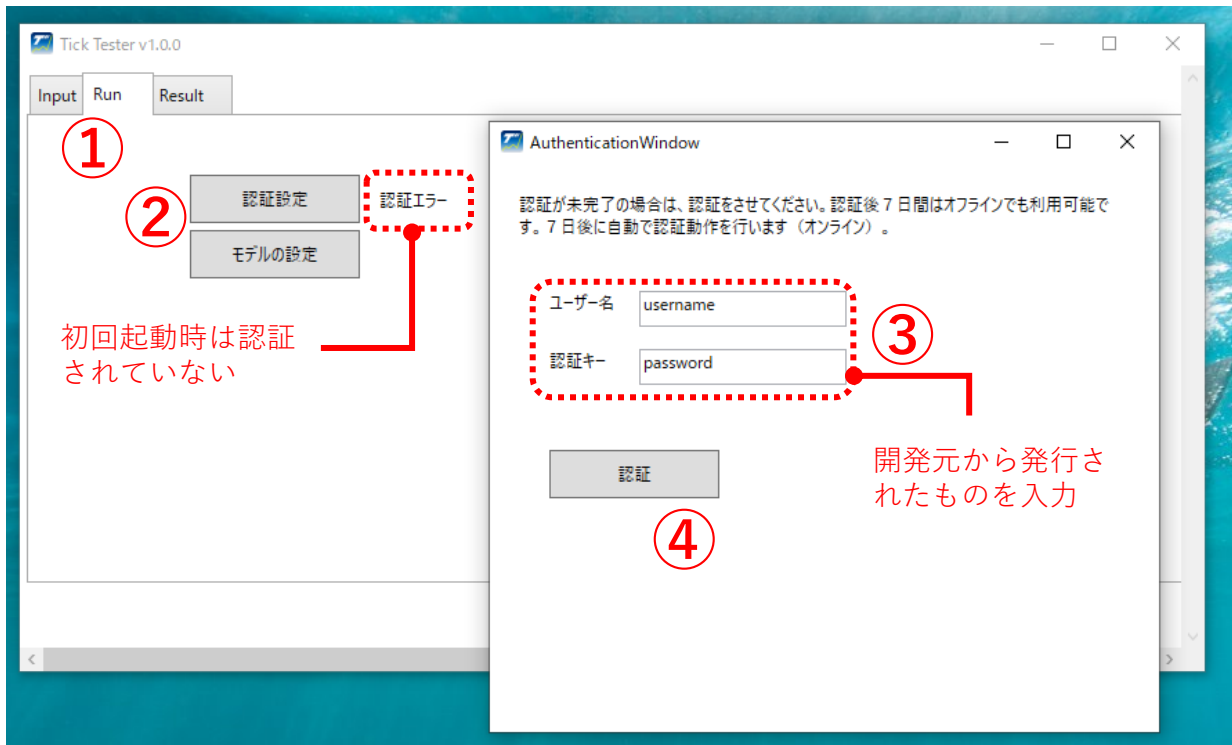 Tick Tester v1.0.0
Input
Run
Result
①
②
認証設定
認証エラー
モデルの設定
初回起動時は認証
されていない
AuthenticationWindow
認証が未完了の場合は、認証をさせてください。認証後７日間はオフラインでも利用可能で
す。７日後に自動で認証動作を行います（オンライン）。
ユーザー名
username
③
認証キー
password
開発元から発行さ
れたものを入力
認証
④